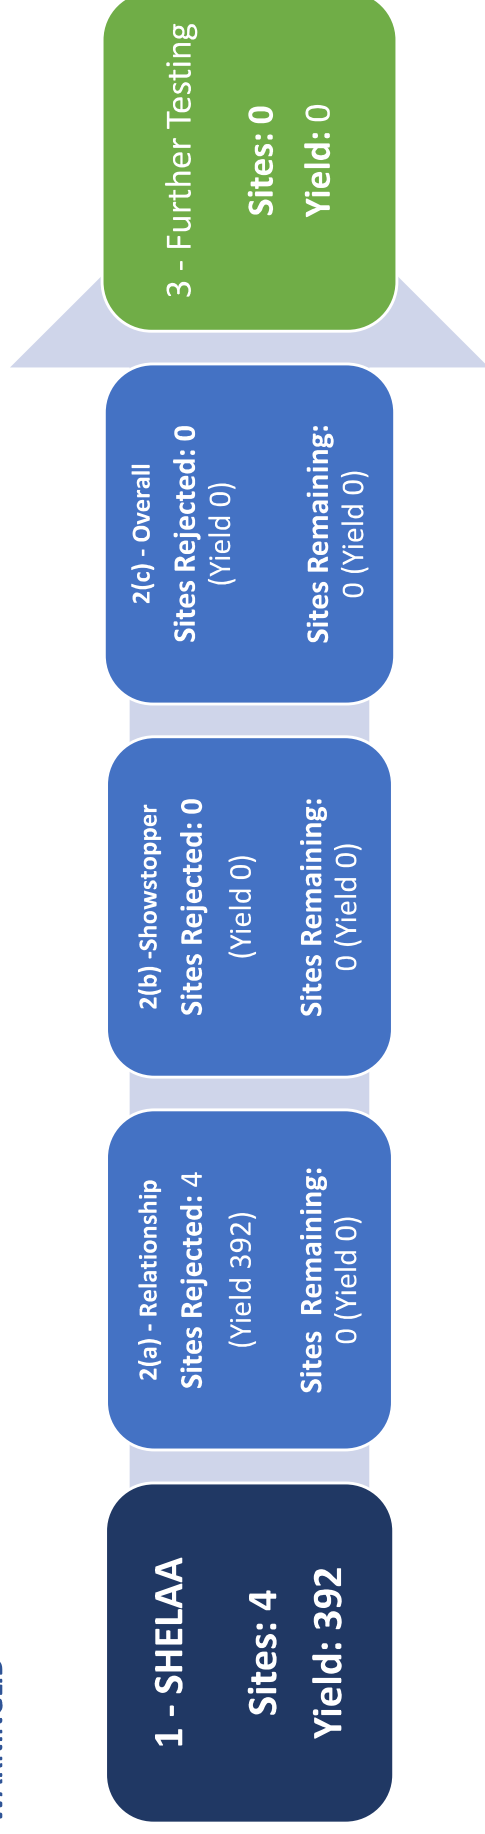 1 - SHELAA
Sites: 4
Yield: 392
2(a) - Relationship
Sites Rejected: 4
(Yield 392)
Sites Remaining:
0 (Yield 0)
2(b) -Showstopper
Sites Rejected: 0
(Yield 0)
Sites Remaining:
0 (Yield 0)
2(c) - Overall
Sites Rejected: 0
(Yield 0)
Sites Remaining:
0 (Yield 0)
3 - Further Testing
Sites: 0
Yield: 0